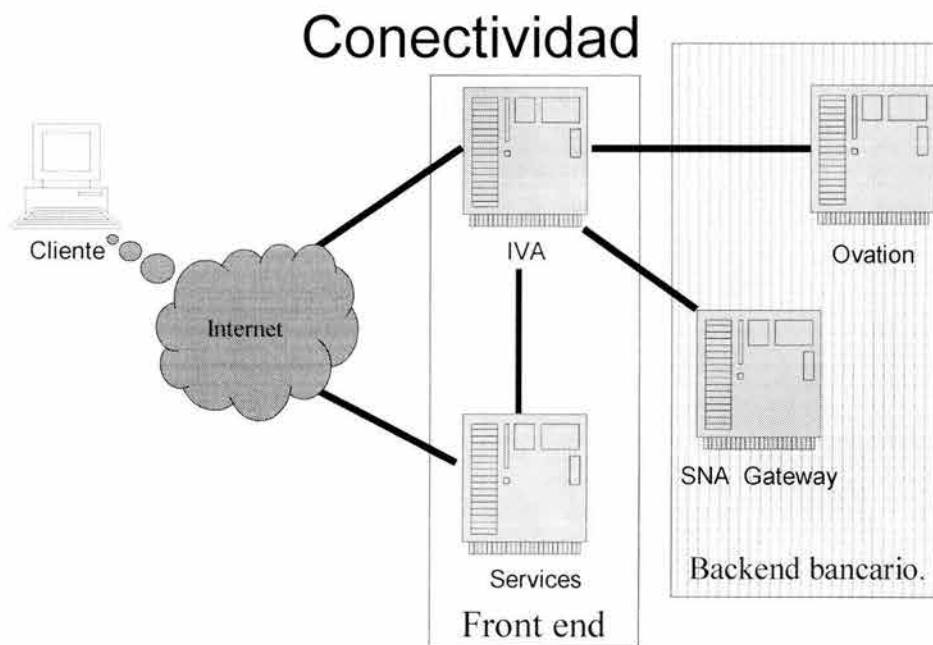 Conectividad
Cliente
Internet
IVA
Ovation
SNA Gateway
Services
Backend bancario.
Front end